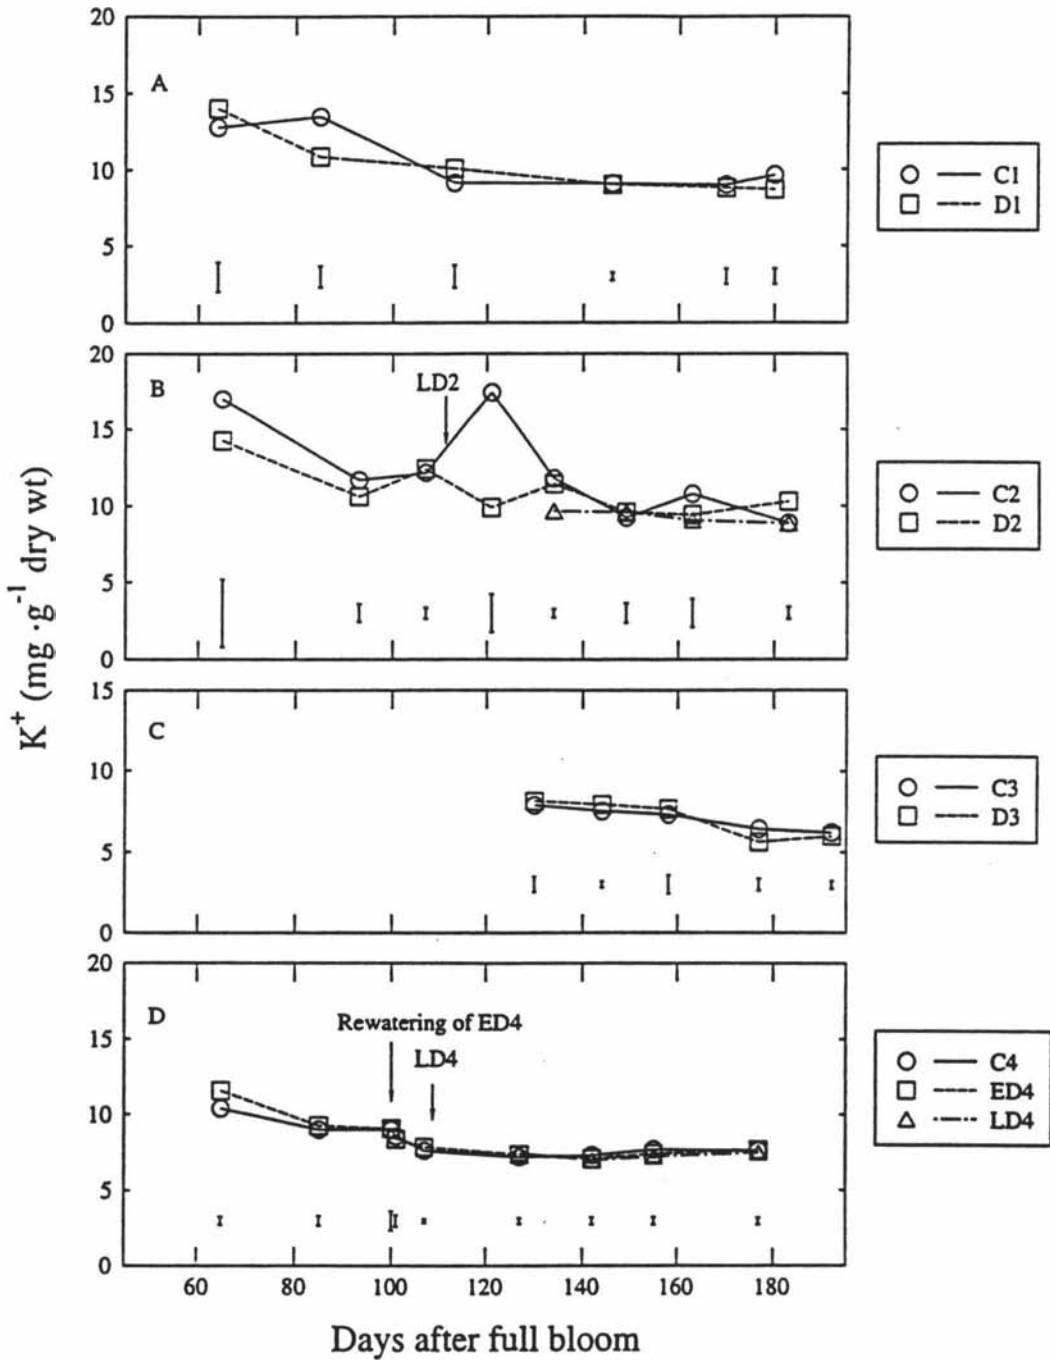 20
15
10
5
0
A
C1
D1
20
15
10
5
0
B
LD2
C2
D2
15
10
5
0
C
C3
D3
20
15
10
5
0
D
Rewatering of ED4
LD4
C4
ED4
LD4
60 80 100 120 140 160 180
K⁺ (mg ·g⁻¹ dry wt)
Days after full bloom